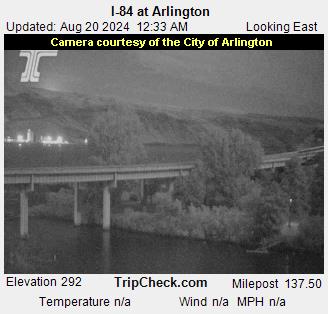 I-84 at Arlington
Updated: Aug 20 2024 12:33 AM Looking East
Camera courtesy of the City of Arlington
Elevation 292 TripCheck.com Milepost 137.50
Temperature n/a Wind n/a MPH n/a